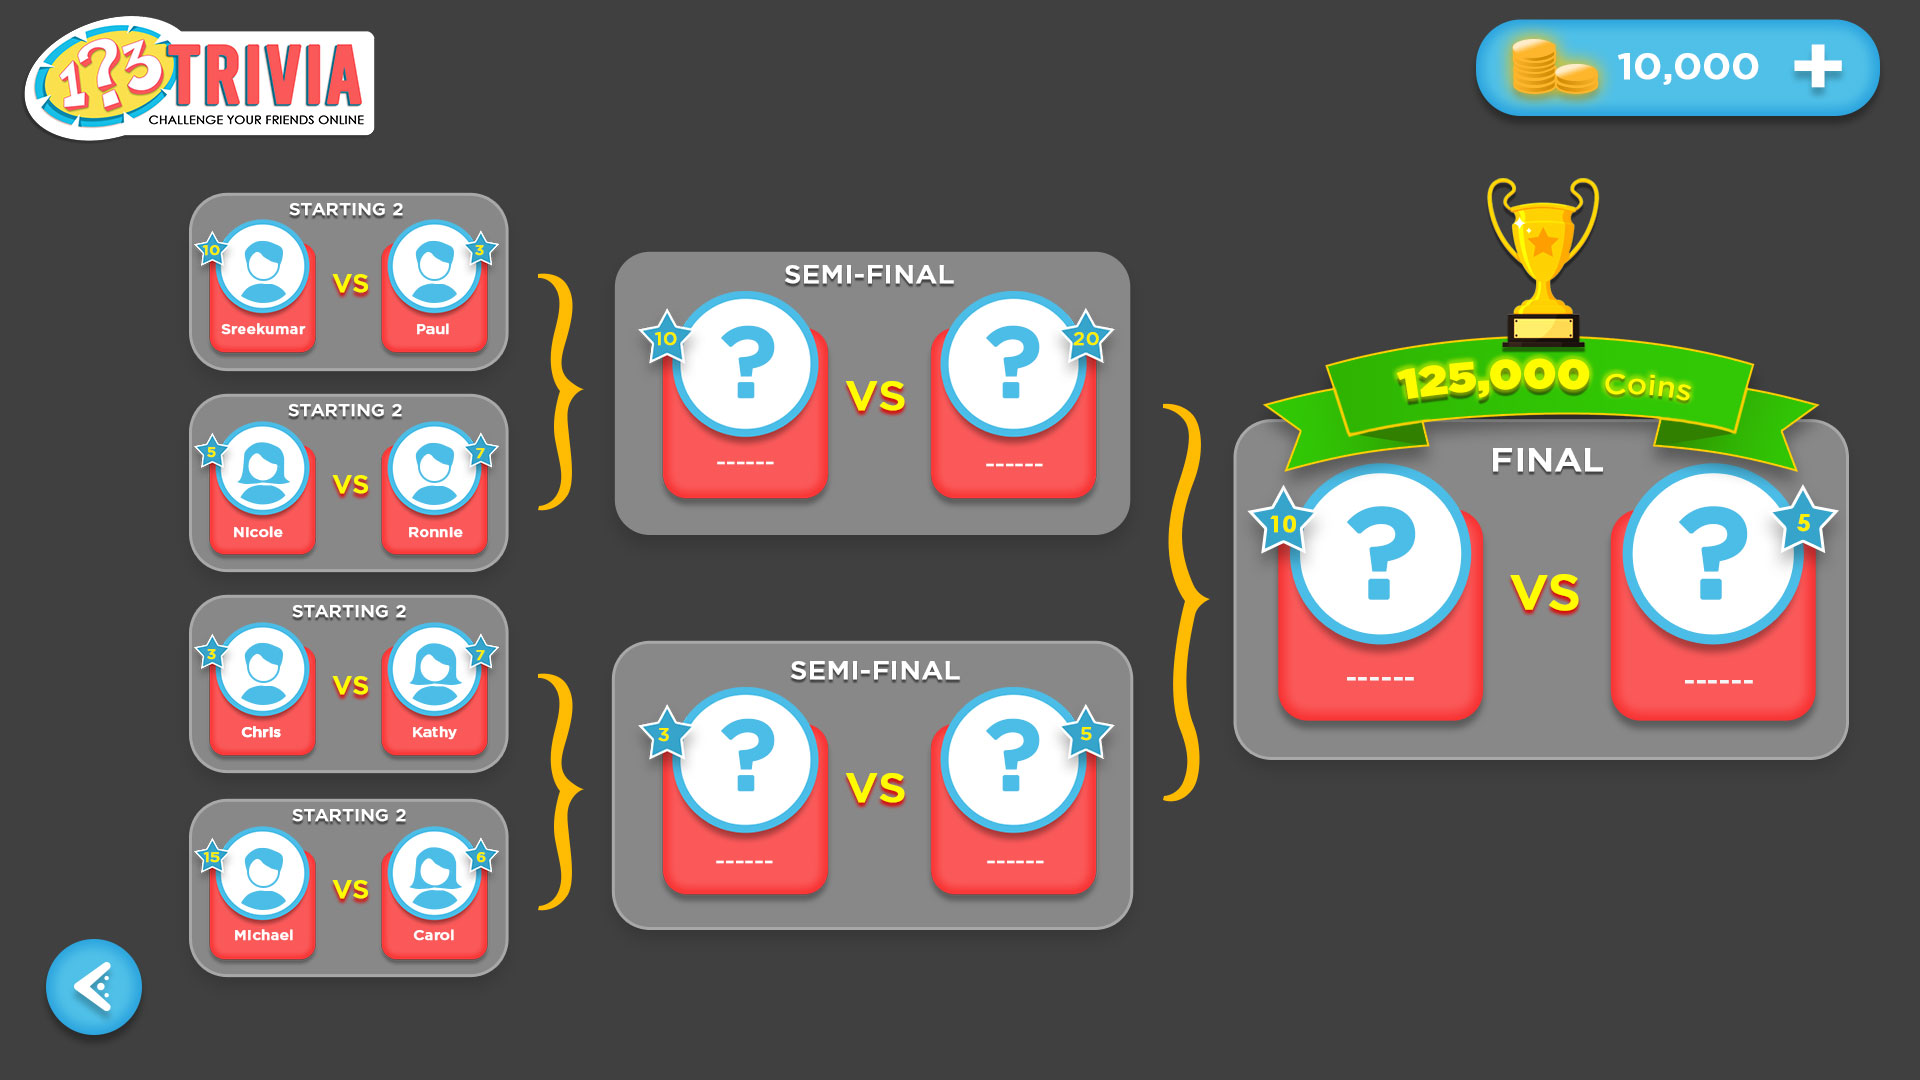 1?3 TRIVIA
CHALLENGE YOUR FRIENDS ONLINE
10,000 +
STARTING 2
10
3
VS
Sreekumar
Paul
STARTING 2
5
7
VS
Nicole
Ronnie
STARTING 2
3
7
VS
Chris
Kathy
STARTING 2
15
6
VS
Michael
Carol
SEMI-FINAL
10
20
?
?
VS
------
------
SEMI-FINAL
3
5
?
?
VS
------
------
125,000 Coins
FINAL
10
5
?
?
VS
------
------